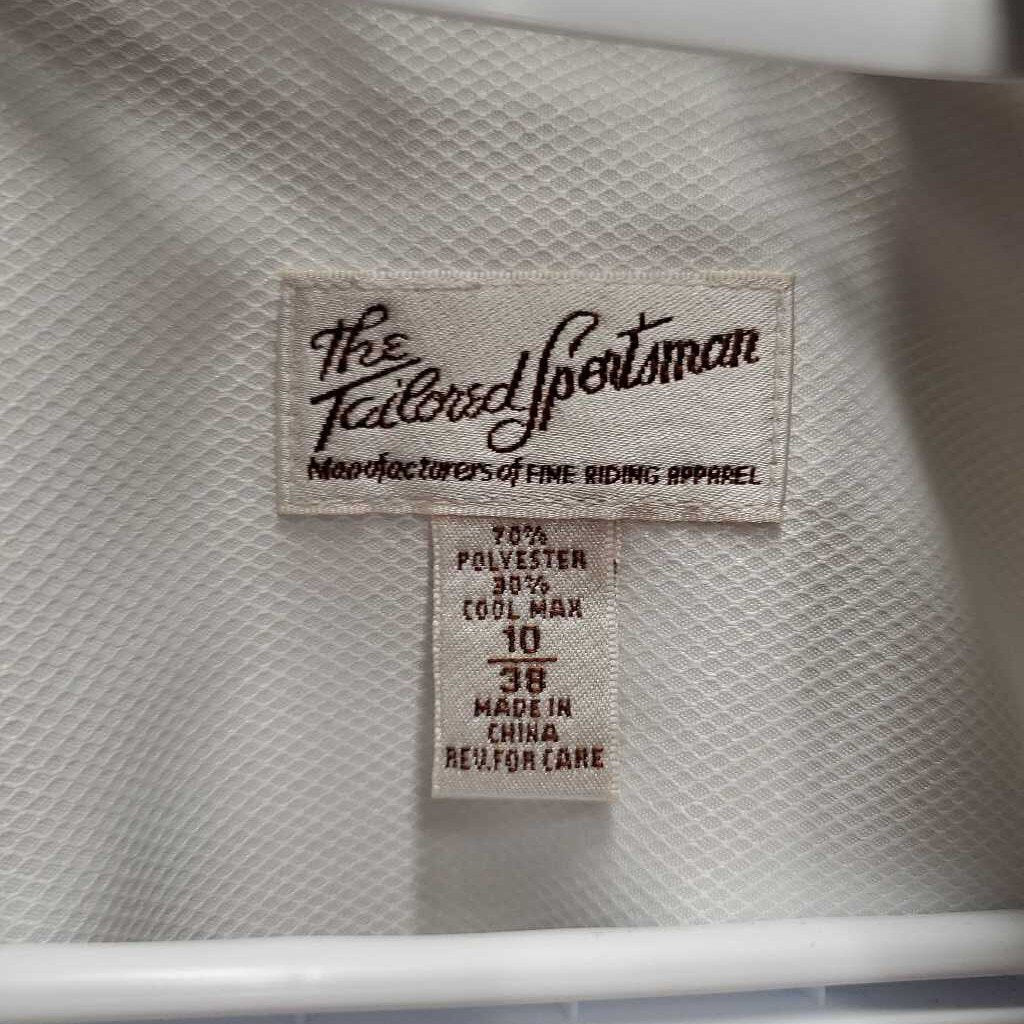 The
Tailored Sportsman
Manufacturers of FINE RIDING APPAREL
70%
POLYESTER
30%
COOL MAX
10
38
MADE IN
CHINA
REV.FOR CARE